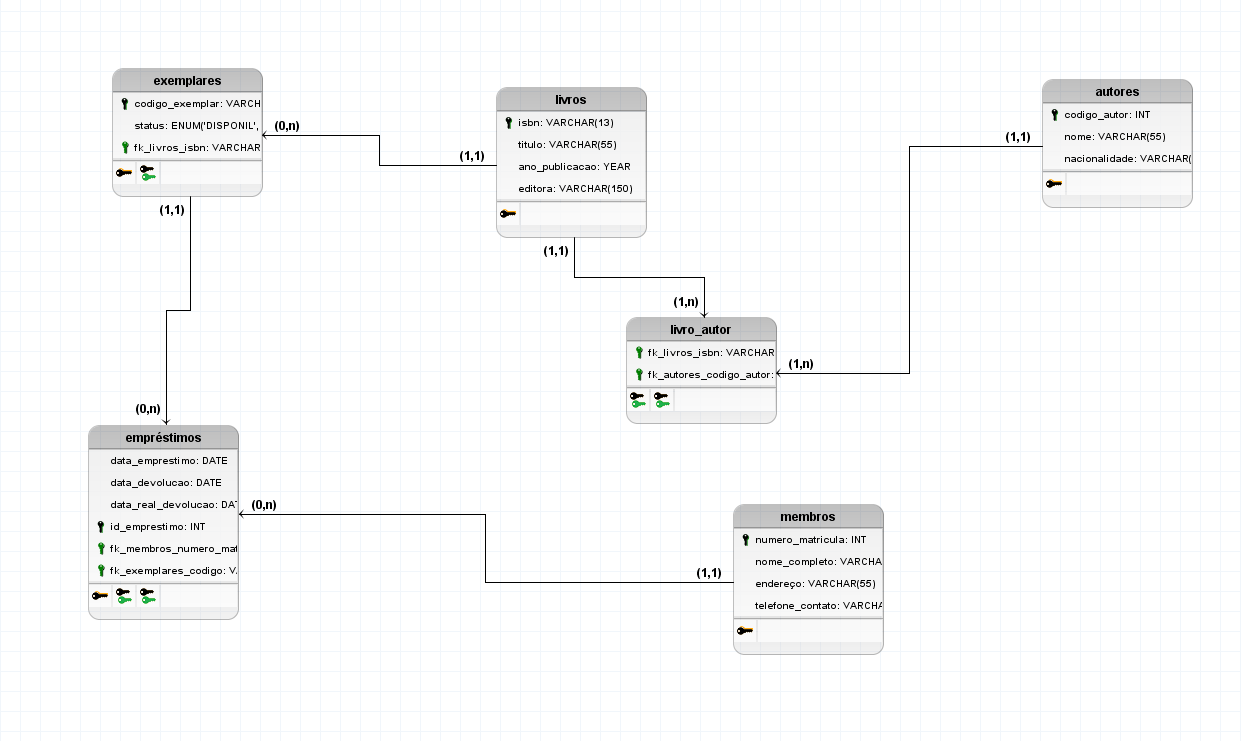 exemplares
codigo_exemplar: VARCH
status: ENUM('DISPONIL',
fk_livros_isbn: VARCHAR
(0,n)
(1,1)
livros
isbn: VARCHAR(13)
titulo: VARCHAR(55)
ano_publicacao: YEAR
editora: VARCHAR(150)
(1,1)
(1,1)
autores
codigo_autor: INT
nome: VARCHAR(55)
nacionalidade: VARCHAR(
(1,1)
(1,n)
livro_autor
fk_livros_isbn: VARCHAR
fk_autores_codigo_autor:
(1,n)
(0,n)
empréstimos
data_emprestimo: DATE
data_devolucao: DATE
data_real_devolucao: DAT
id_emprestimo: INT
fk_membros_numero_mat
fk_exemplares_codigo: V.
(0,n)
(1,1)
membros
numero_matricula: INT
nome_completo: VARCHA
endereço: VARCHAR(55)
telefone_contato: VARCHA